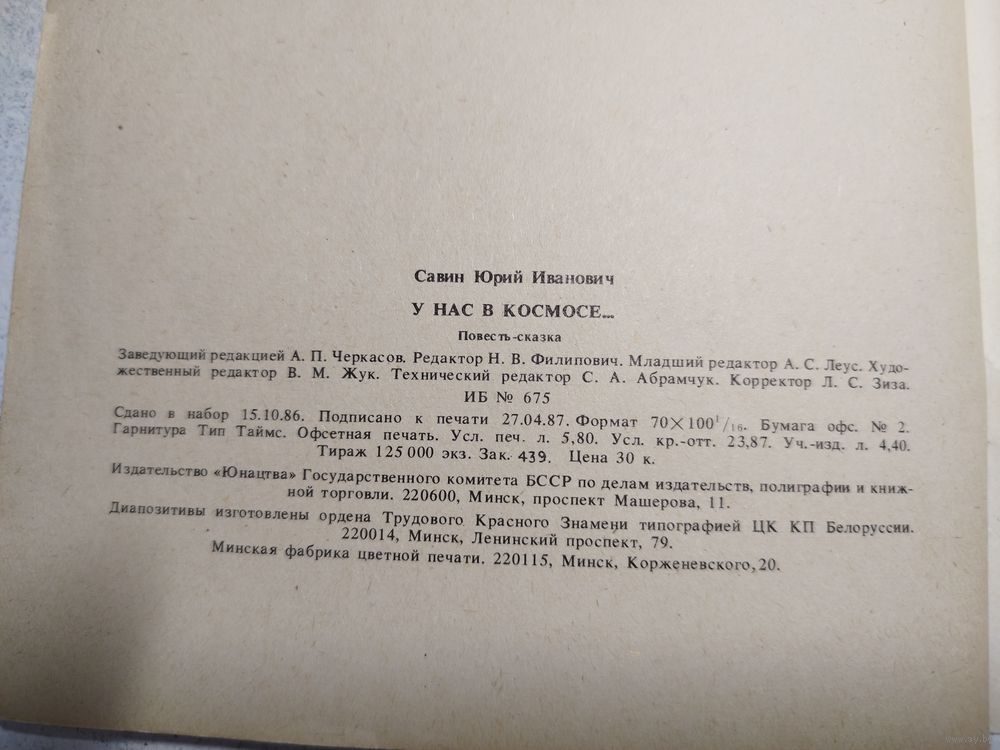 Савин Юрий Иванович
У НАС В КОСМОСЕ...
Повесть-сказка
Заведующий редакцией А. П. Черкасов. Редактор Н. В. Филипович. Младший редактор А. С. Леус. Худо-
жественный редактор В. М. Жук. Технический редактор С. А. Абрамчук. Корректор Л. С. Зиза.
ИБ № 675
Сдано в набор 15.10.86. Подписано к печати 27.04.87. Формат 70×100¹/₁₆. Бумага офс. № 2.
Гарнитура Тип Таймс. Офсетная печать. Усл. печ. л. 5,80. Усл. кр.-отт. 23,87. Уч.-изд. л. 4,40.
Тираж 125 000 экз. Зак. 439. Цена 30 к.
Издательство «Юнацтва» Государственного комитета БССР по делам издательств, полиграфии и книж-
ной торговли. 220600, Минск, проспект Машерова, 11.
Диапозитивы изготовлены ордена Трудового Красного Знамени типографией ЦК КП Белоруссии.
220014, Минск, Ленинский проспект, 79.
Минская фабрика цветной печати. 220115, Минск, Корженевского, 20.
www.ay.by